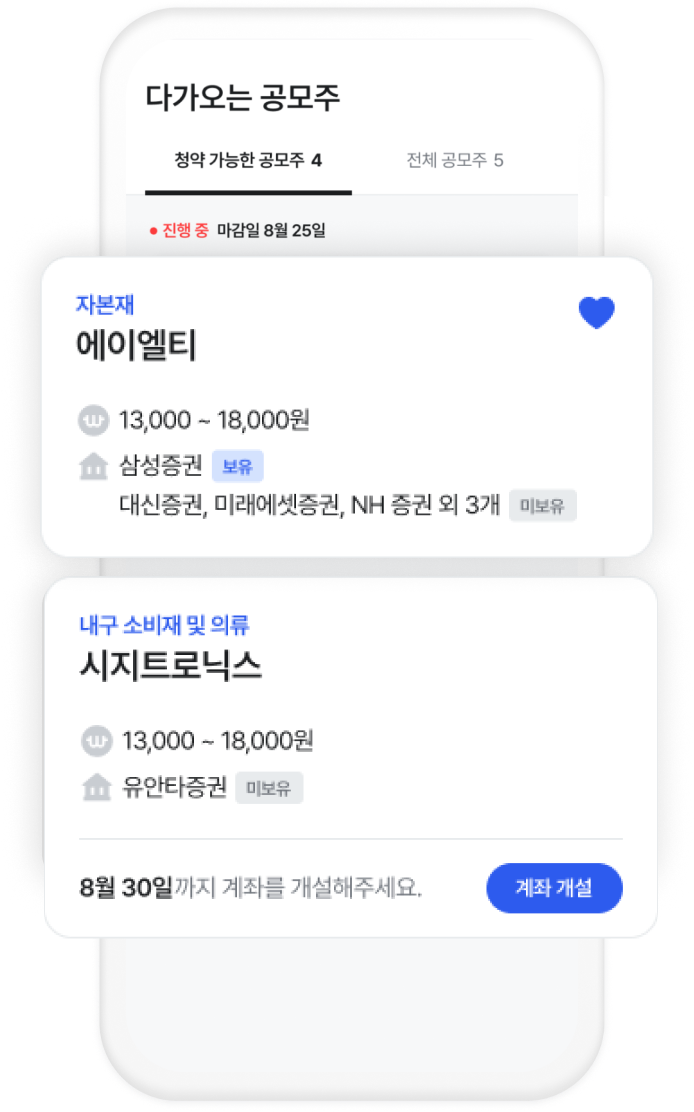 다가오는 공모주
청약 가능한 공모주 4 전체 공모주 5
진행 중 마감일 8월 25일
자본재
에이엘티
13,000 ~ 18,000원
삼성증권 보유
대신증권, 미래에셋증권, NH 증권 외 3개 미보유
내구 소비재 및 의류
시지트로닉스
13,000 ~ 18,000원
유안타증권 미보유
8월 30일까지 계좌를 개설해주세요. 계좌 개설